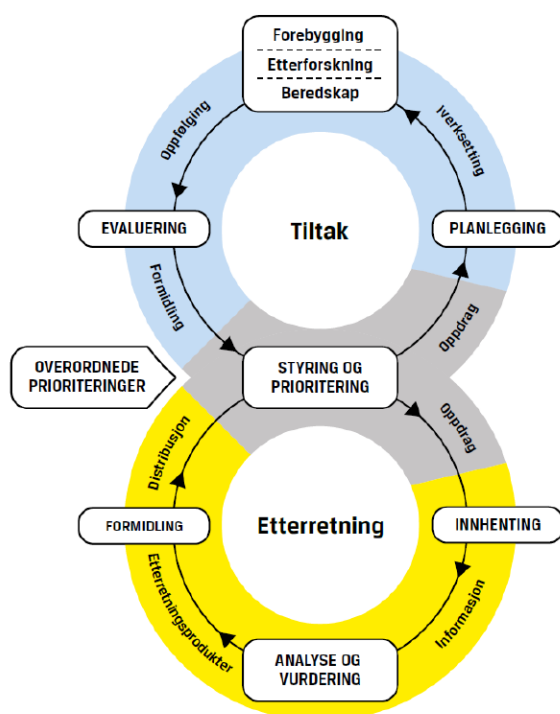 Forebygging
Etterforskning
Beredskap
Oppfølging
Iverksetting
EVALUERING
Tiltak
PLANLEGGING
Formidling
Oppdrag
OVERORDNEDE
PRIORITERINGER
STYRING OG
PRIORITERING
Distribusjon
Oppdrag
FORMIDLING
Etterretning
INNHENTING
Etterretningsprodukter
Informasjon
ANALYSE OG
VURDERING